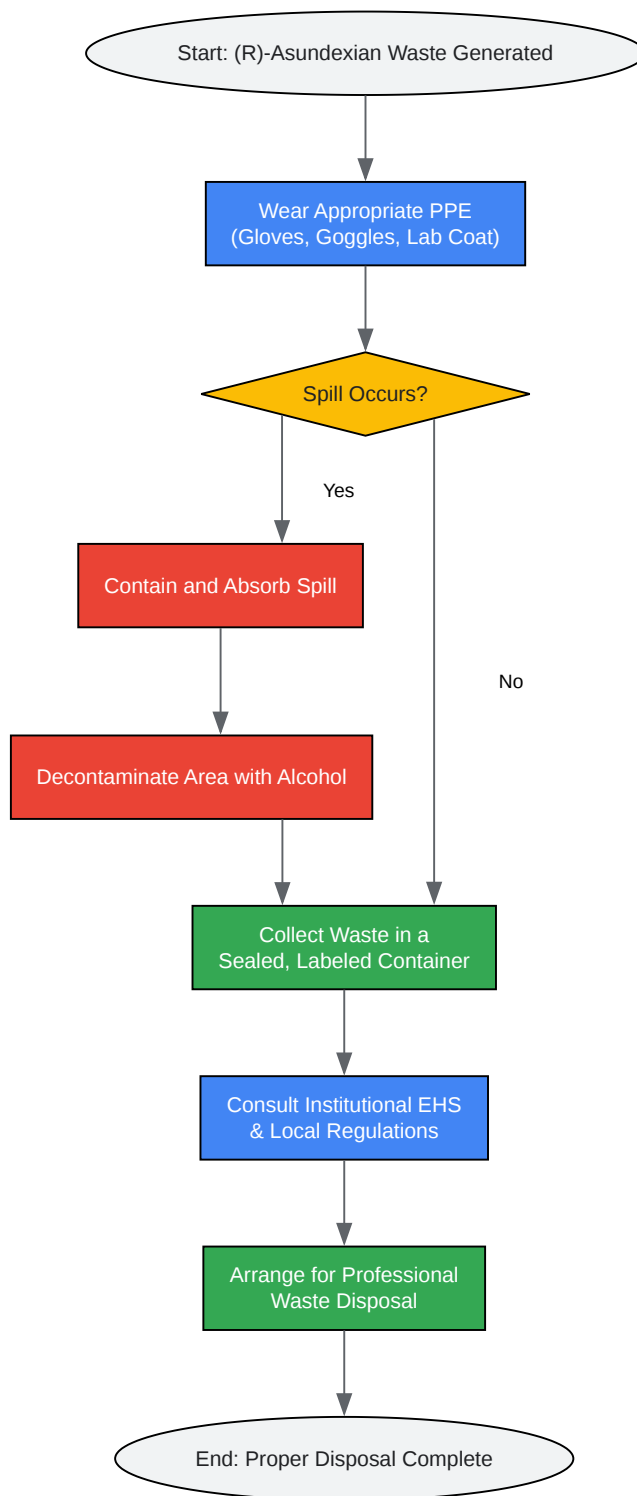 Start: (R)-Asundexian Waste Generated
Wear Appropriate PPE
(Gloves, Goggles, Lab Coat)
Spill Occurs?
Yes
Contain and Absorb Spill
No
Decontaminate Area with Alcohol
Collect Waste in a
Sealed, Labeled Container
Consult Institutional EHS
& Local Regulations
Arrange for Professional
Waste Disposal
End: Proper Disposal Complete